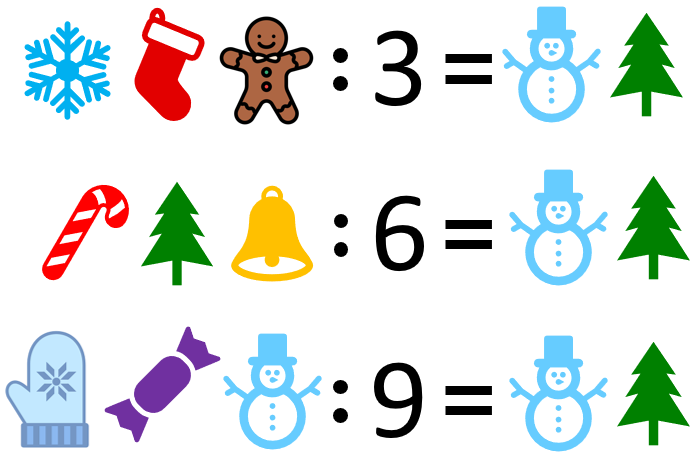 : 3 =
: 6 =
: 9 =